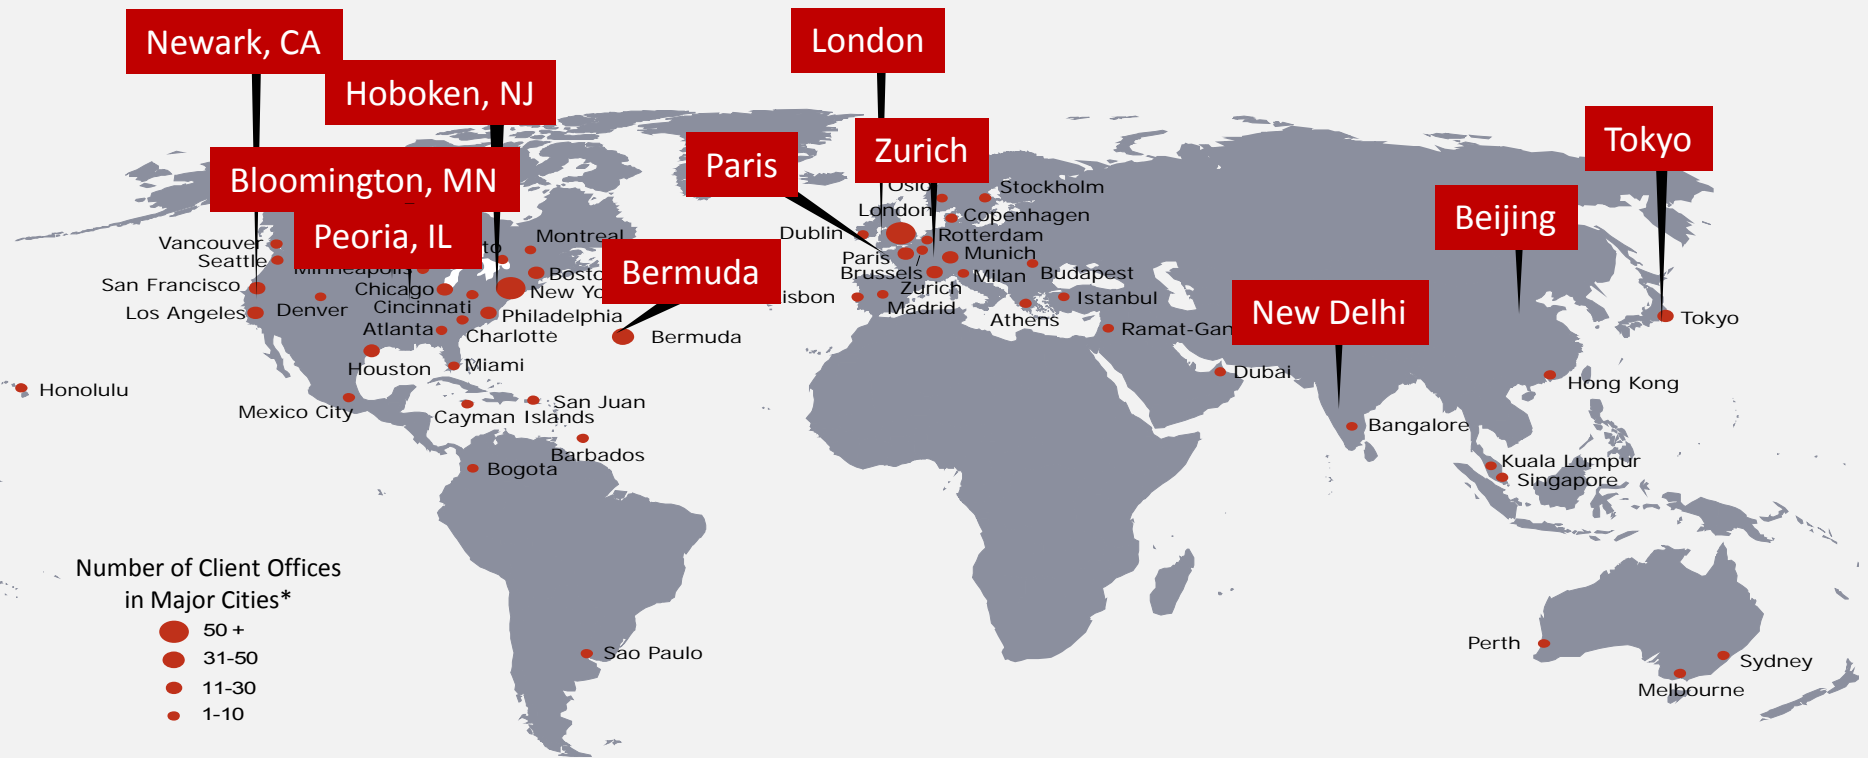 Newark, CA
London
Hoboken, NJ
Tokyo
Zurich
Paris
Bloomington, MN
Beijing
Peoria, IL
Bermuda
New Delhi
Oslo
Stockholm
London
Copenhagen
Dublin
Rotterdam
Vancouver
Montreal
Seattle
Paris
Munich
Minneapolis
Brussels
Milan
Budapest
San Francisco
Chicago
New Yo
Zurich
Cincinnati
isbon
Istanbul
Denver
Madrid
Los Angeles
Philadelphia
Athens
Tokyo
Atlanta
Charlotte
Bermuda
Ramat-Gan
Houston
Miami
Dubai
Honolulu
Hong Kong
Mexico City
San Juan
Cayman Islands
Bangalore
Barbados
Bogota
Kuala Lumpur
Singapore
Number of Client Offices
in Major Cities*
50 +
31-50
11-30
1-10
Sao Paulo
Perth
Sydney
Melbourne